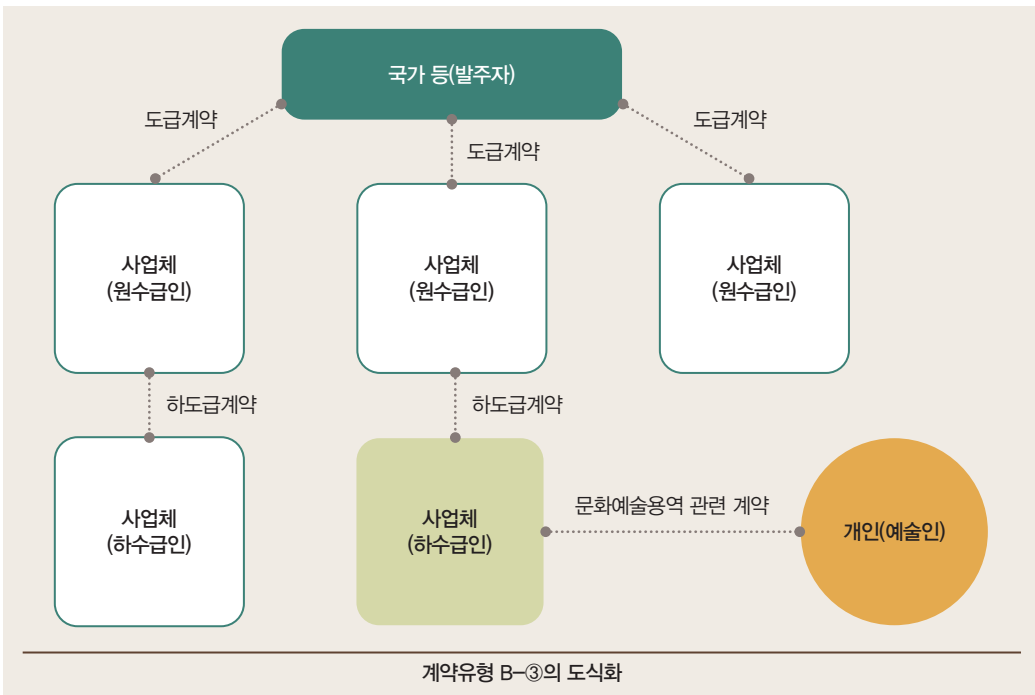 국가 등(발주자)
도급계약
도급계약
도급계약
사업체
(원수급인)
사업체
(원수급인)
사업체
(원수급인)
하도급계약
하도급계약
사업체
(하수급인)
사업체
(하수급인)
문화예술용역 관련 계약
개인(예술인)
계약유형 B-③의 도식화